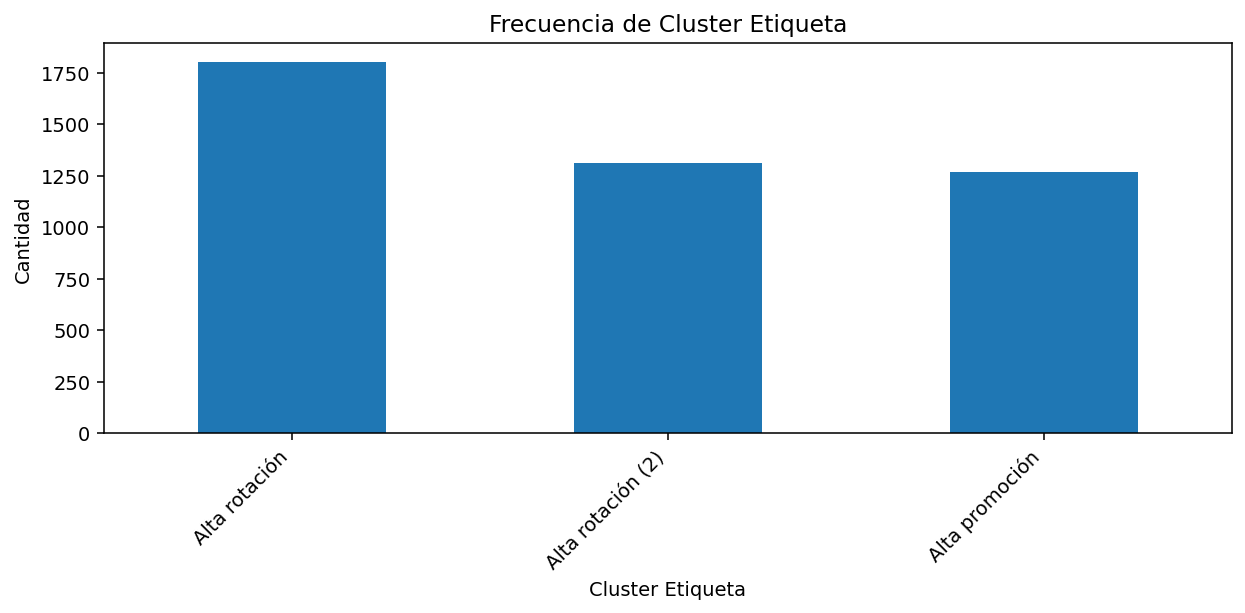 Frecuencia de Cluster Etiqueta
Cantidad
1750
1500
1250
1000
750
500
250
0
Alta rotación
Alta rotación (2)
Alta promoción
Cluster Etiqueta